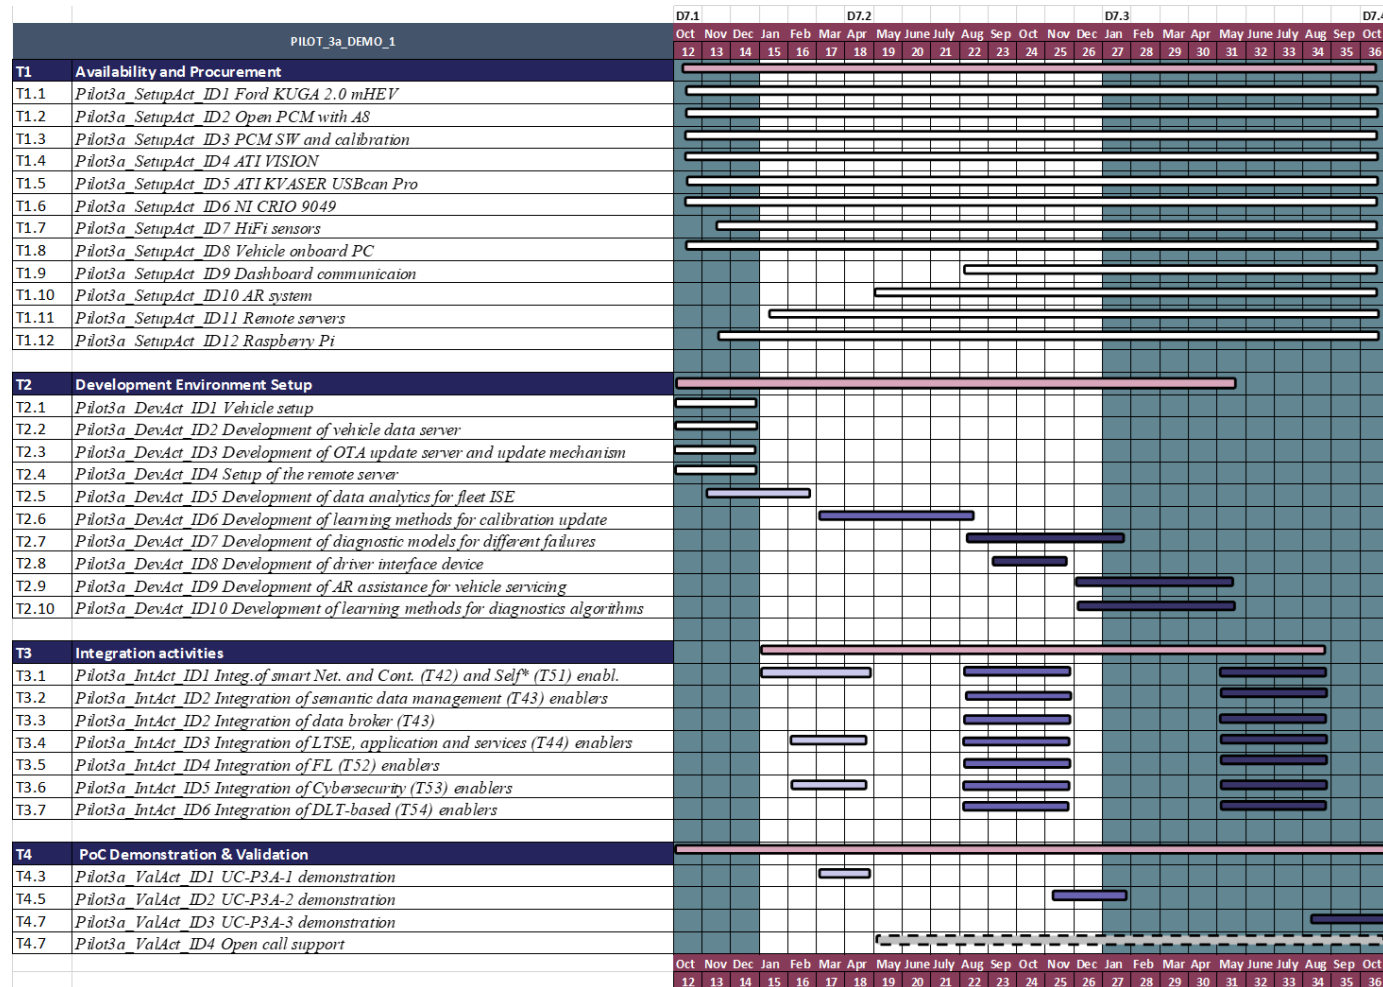 D7.1 D7.2 D7.3 D7.4
PILOT_3a_DEMO_1
Oct Nov Dec Jan Feb Mar Apr May June July Aug Sep Oct Nov Dec Jan Feb Mar Apr May June July Aug Sep Oct
12 13 14 15 16 17 18 19 20 21 22 23 24 25 26 27 28 29 30 31 32 33 34 35 36
T1 Availability and Procurement
T1.1 Pilot3a_SetupAct_ID1 Ford KUGA 2.0 mHEV
T1.2 Pilot3a_SetupAct_ID2 Open PCM with A8
T1.3 Pilot3a_SetupAct_ID3 PCM SW and calibration
T1.4 Pilot3a_SetupAct_ID4 ATI VISION
T1.5 Pilot3a_SetupAct_ID5 ATI KVASER USBcan Pro
T1.6 Pilot3a_SetupAct_ID6 NI CRIO 9049
T1.7 Pilot3a_SetupAct_ID7 HiFi sensors
T1.8 Pilot3a_SetupAct_ID8 Vehicle onboard PC
T1.9 Pilot3a_SetupAct_ID9 Dashboard communicaion
T1.10 Pilot3a_SetupAct_ID10 AR system
T1.11 Pilot3a_SetupAct_ID11 Remote servers
T1.12 Pilot3a_SetupAct_ID12 Raspberry Pi
T2 Development Environment Setup
T2.1 Pilot3a_DevAct_ID1 Vehicle setup
T2.2 Pilot3a_DevAct_ID2 Development of vehicle data server
T2.3 Pilot3a_DevAct_ID3 Development of OTA update server and update mechanism
T2.4 Pilot3a_DevAct_ID4 Setup of the remote server
T2.5 Pilot3a_DevAct_ID5 Development of data analytics for fleet ISE
T2.6 Pilot3a_DevAct_ID6 Development of learning methods for calibration update
T2.7 Pilot3a_DevAct_ID7 Development of diagnostic models for different failures
T2.8 Pilot3a_DevAct_ID8 Development of driver interface device
T2.9 Pilot3a_DevAct_ID9 Development of AR assistance for vehicle servicing
T2.10 Pilot3a_DevAct_ID10 Development of learning methods for diagnostics algorithms
T3 Integration activities
T3.1 Pilot3a_IntAct_ID1 Integ.of smart Net. and Cont. (T42) and Self* (T51) enabl.
T3.2 Pilot3a_IntAct_ID2 Integration of semantic data management (T43) enablers
T3.3 Pilot3a_IntAct_ID2 Integration of data broker (T43)
T3.4 Pilot3a_IntAct_ID3 Integration of LTSE, application and services (T44) enablers
T3.5 Pilot3a_IntAct_ID4 Integration of FL (T52) enablers
T3.6 Pilot3a_IntAct_ID5 Integration of Cybersecurity (T53) enablers
T3.7 Pilot3a_IntAct_ID6 Integration of DLT-based (T54) enablers
T4 PoC Demonstration & Validation
T4.3 Pilot3a_ValAct_ID1 UC-P3A-1 demonstration
T4.5 Pilot3a_ValAct_ID2 UC-P3A-2 demonstration
T4.7 Pilot3a_ValAct_ID3 UC-P3A-3 demonstration
T4.7 Pilot3a_ValAct_ID4 Open call support
Oct Nov Dec Jan Feb Mar Apr May June July Aug Sep Oct Nov Dec Jan Feb Mar Apr May June July Aug Sep Oct
12 13 14 15 16 17 18 19 20 21 22 23 24 25 26 27 28 29 30 31 32 33 34 35 36